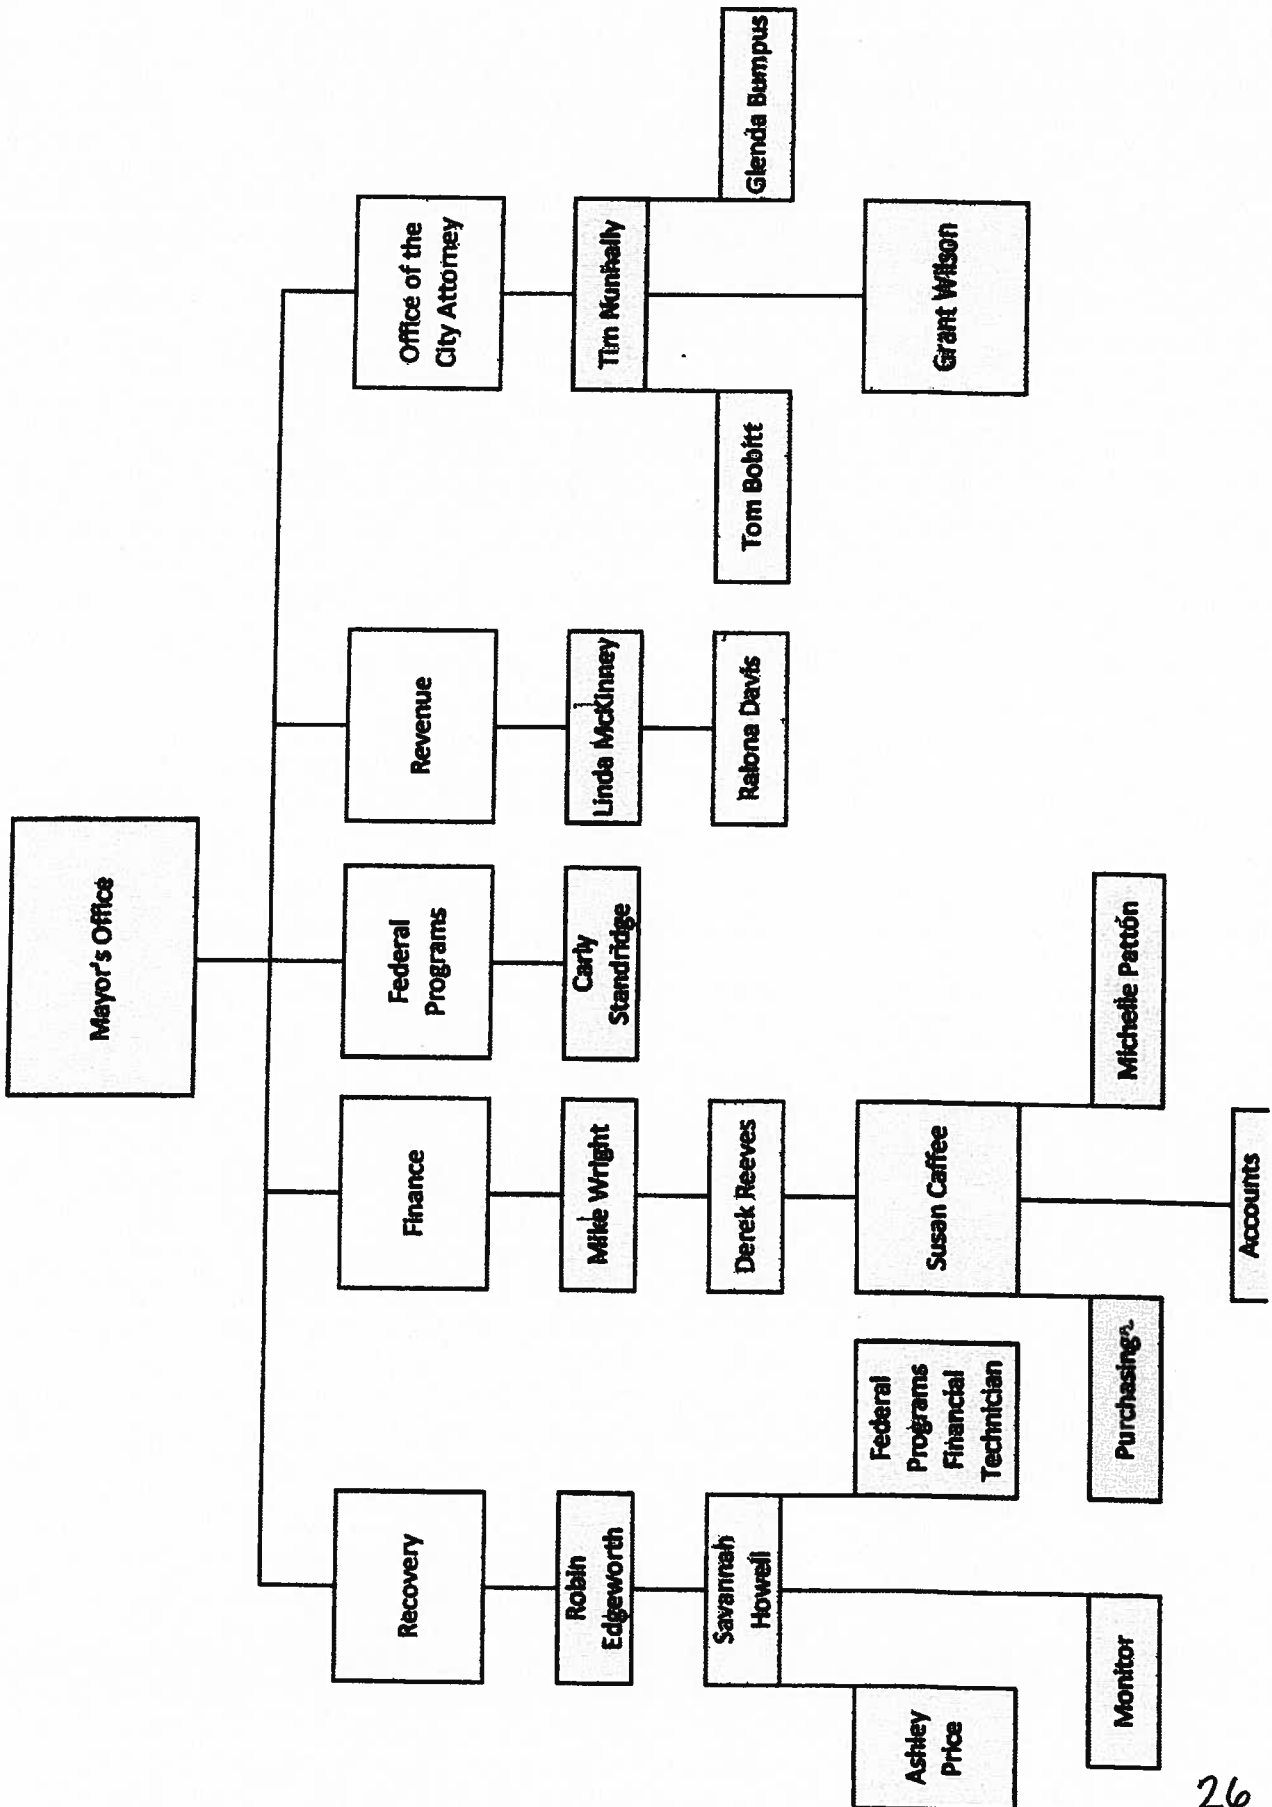 Mayor's Office
Recovery
Finance
Federal
Programs
Revenue
Office of the
City Attorney
Robin
Edgeworth
Mike Wright
Carly
Standridge
Linda McKinney
Tim Nunnally
Savannah
Howell
Derek Reeves
Ralona Davis
Tom Bobitt
Glenda Bumpus
Ashley
Price
Federal
Programs
Financial
Technician
Susan Caffee
Grant Wilson
Monitor
Purchasing
Michelle Patton
Accounts
26